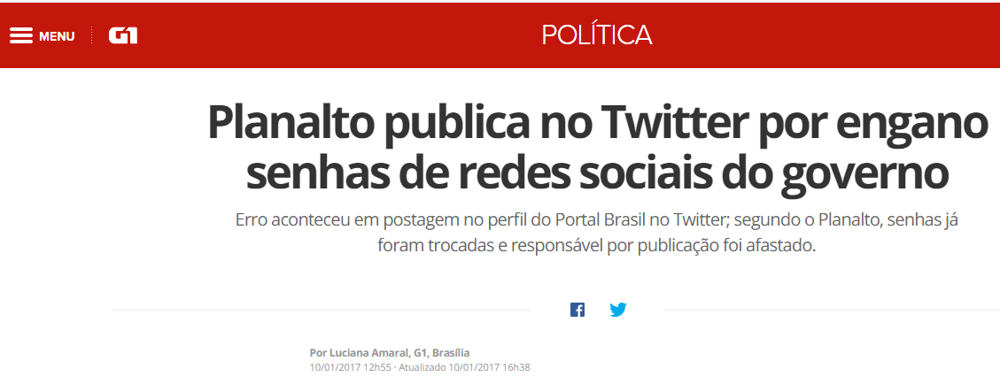 MENU G1 POLÍTICA
Planalto publica no Twitter por engano
senhas de redes sociais do governo
Erro aconteceu em postagem no perfil do Portal Brasil no Twitter; segundo o Planalto, senhas já
foram trocadas e responsável por publicação foi afastado.
Por Luciana Amaral, G1, Brasília
10/01/2017 12h55 · Atualizado 10/01/2017 16h38